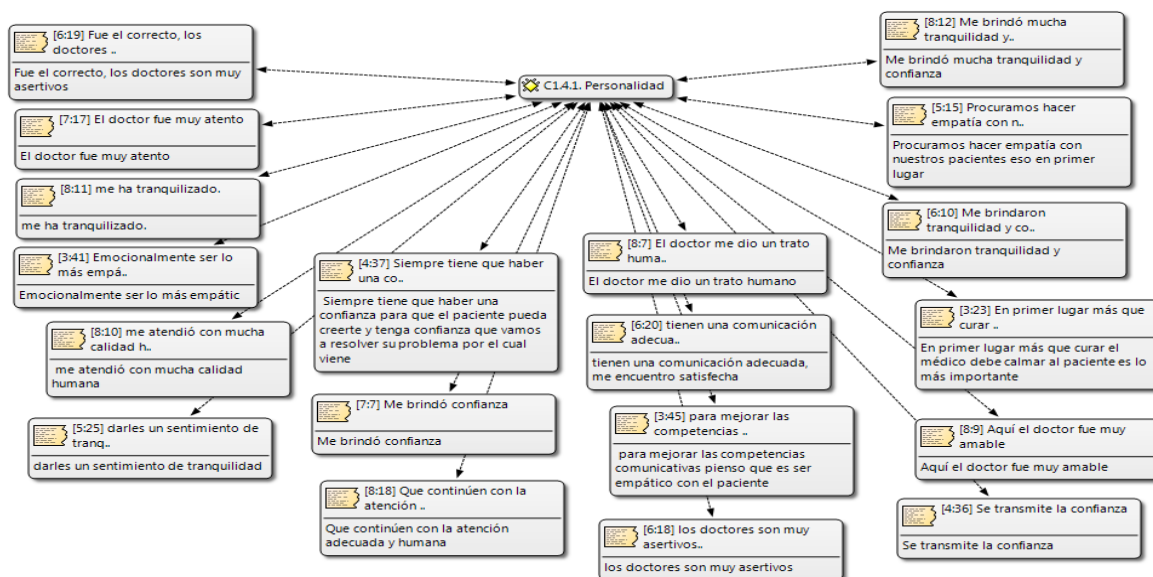 C1.4.1. Personalidad
[6:19] Fue el correcto, los
doctores ..
Fue el correcto, los doctores son muy
asertivos
[7:17] El doctor fue muy atento
El doctor fue muy atento
[8:11] me ha tranquilizado.
me ha tranquilizado.
[3:41] Emocionalmente ser lo
más empá..
Emocionalmente ser lo más empátic
[8:10] me atendió con mucha
calidad h..
me atendió con mucha calidad
humana
[5:25] darles un sentimiento de
tranq..
darles un sentimiento de tranquilidad
[4:37] Siempre tiene que haber
una co..
Siempre tiene que haber una
confianza para que el paciente pueda
creerte y tenga confianza que vamos
a resolver su problema por el cual
viene
[7:7] Me brindó confianza
Me brindó confianza
[8:18] Que continúen con la
atención ..
Que continúen con la atención
adecuada y humana
[8:7] El doctor me dio un trato
huma..
El doctor me dio un trato humano
[6:20] tienen una comunicación
adecua..
tienen una comunicación adecuada,
me encuentro satisfecha
[3:45] para mejorar las
competencias ..
para mejorar las competencias
comunicativas pienso que es ser
empático con el paciente
[6:18] los doctores son muy
asertivos..
los doctores son muy asertivos
[8:12] Me brindó mucha
tranquilidad y..
Me brindó mucha tranquilidad y
confianza
[5:15] Procuramos hacer
empatía con n..
Procuramos hacer empatía con
nuestros pacientes eso en primer
lugar
[6:10] Me brindaron
tranquilidad y co..
Me brindaron tranquilidad y
confianza
[3:23] En primer lugar más que
curar ..
En primer lugar más que curar el
médico debe calmar al paciente es lo
más importante
[8:9] Aquí el doctor fue muy
amable
Aquí el doctor fue muy amable
[4:36] Se transmite la confianza
Se transmite la confianza